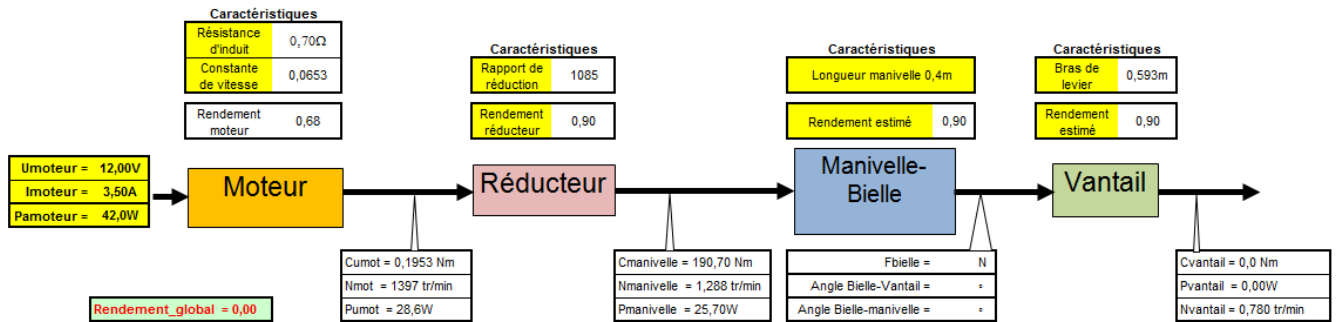 Caractéristiques
Résistance
d'induit
0,70Ω
Constante
de vitesse
0,0653
Rendement
moteur
0,68
Caractéristiques
Rapport de
réduction
1085
Rendement
réducteur
0,90
Caractéristiques
Longueur manivelle 0,4m
Rendement estimé
0,90
Caractéristiques
Bras de
levier
0,593m
Rendement
estimé
0,90
Umoteur = 12,00V
Imoteur = 3,50A
Pamoteur = 42,0W
Moteur
Réducteur
Manivelle-
Bielle
Vantail
Cumot = 0,1953 Nm
Nmot = 1397 tr/min
Pumot = 28,6W
Cmanivelle = 190,70 Nm
Nmanivelle = 1,288 tr/min
Pmanivelle = 25,70W
Fbielle = N
Angle Bielle-Vantail = °
Angle Bielle-manivelle = °
Cvantail = 0,0 Nm
Pvantail = 0,00W
Nvantail = 0,780 tr/min
Rendement_global = 0,00